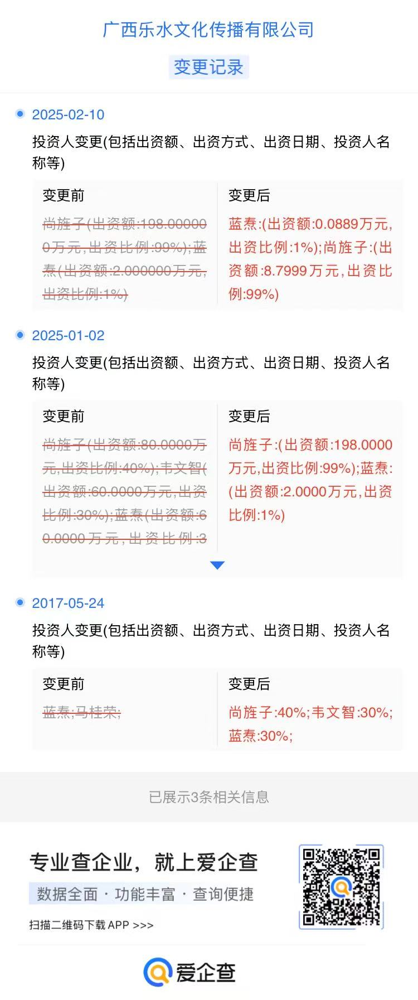 广西乐水文化传播有限公司
变更记录
2025-02-10
投资人变更(包括出资额、出资方式、出资日期、投资人名
称等)
变更前
尚旌子(出资额:198.00000
0万元,出资比例:99%);蓝
焘(出资额:2.000000万元,
出资比例:1%)
变更后
蓝焘:(出资额:0.0889万元,
出资比例:1%);尚旌子:(出
资额:8.7999万元,出资比
例:99%)
2025-01-02
投资人变更(包括出资额、出资方式、出资日期、投资人名
称等)
变更前
尚旌子(出资额:80.0000万
元,出资比例:40%);韦文智(
出资额:60.0000万元,出资
比例:30%);蓝焘(出资额:6
0.0000万元,出资比例:3
变更后
尚旌子:(出资额:198.0000
万元,出资比例:99%);蓝焘:
(出资额:2.0000万元,出资
比例:1%)
2017-05-24
投资人变更(包括出资额、出资方式、出资日期、投资人名
称等)
变更前
蓝焘;马桂荣;
变更后
尚旌子:40%;韦文智:30%;
蓝焘:30%;
已展示3条相关信息
专业查企业，就上爱企查
数据全面 · 功能丰富 · 查询便捷
扫描二维码下载APP >>>
爱企查